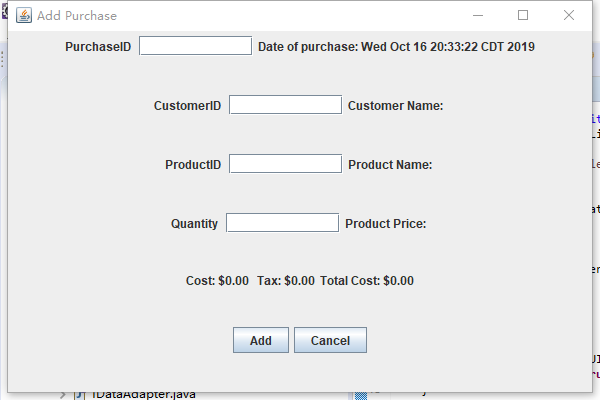 Add Purchase
PurchaseID Date of purchase: Wed Oct 16 20:33:22 CDT 2019
CustomerID Customer Name:
ProductID Product Name:
Quantity Product Price:
Cost: $0.00 Tax: $0.00 Total Cost: $0.00
Add Cancel
IDataAdapter.java